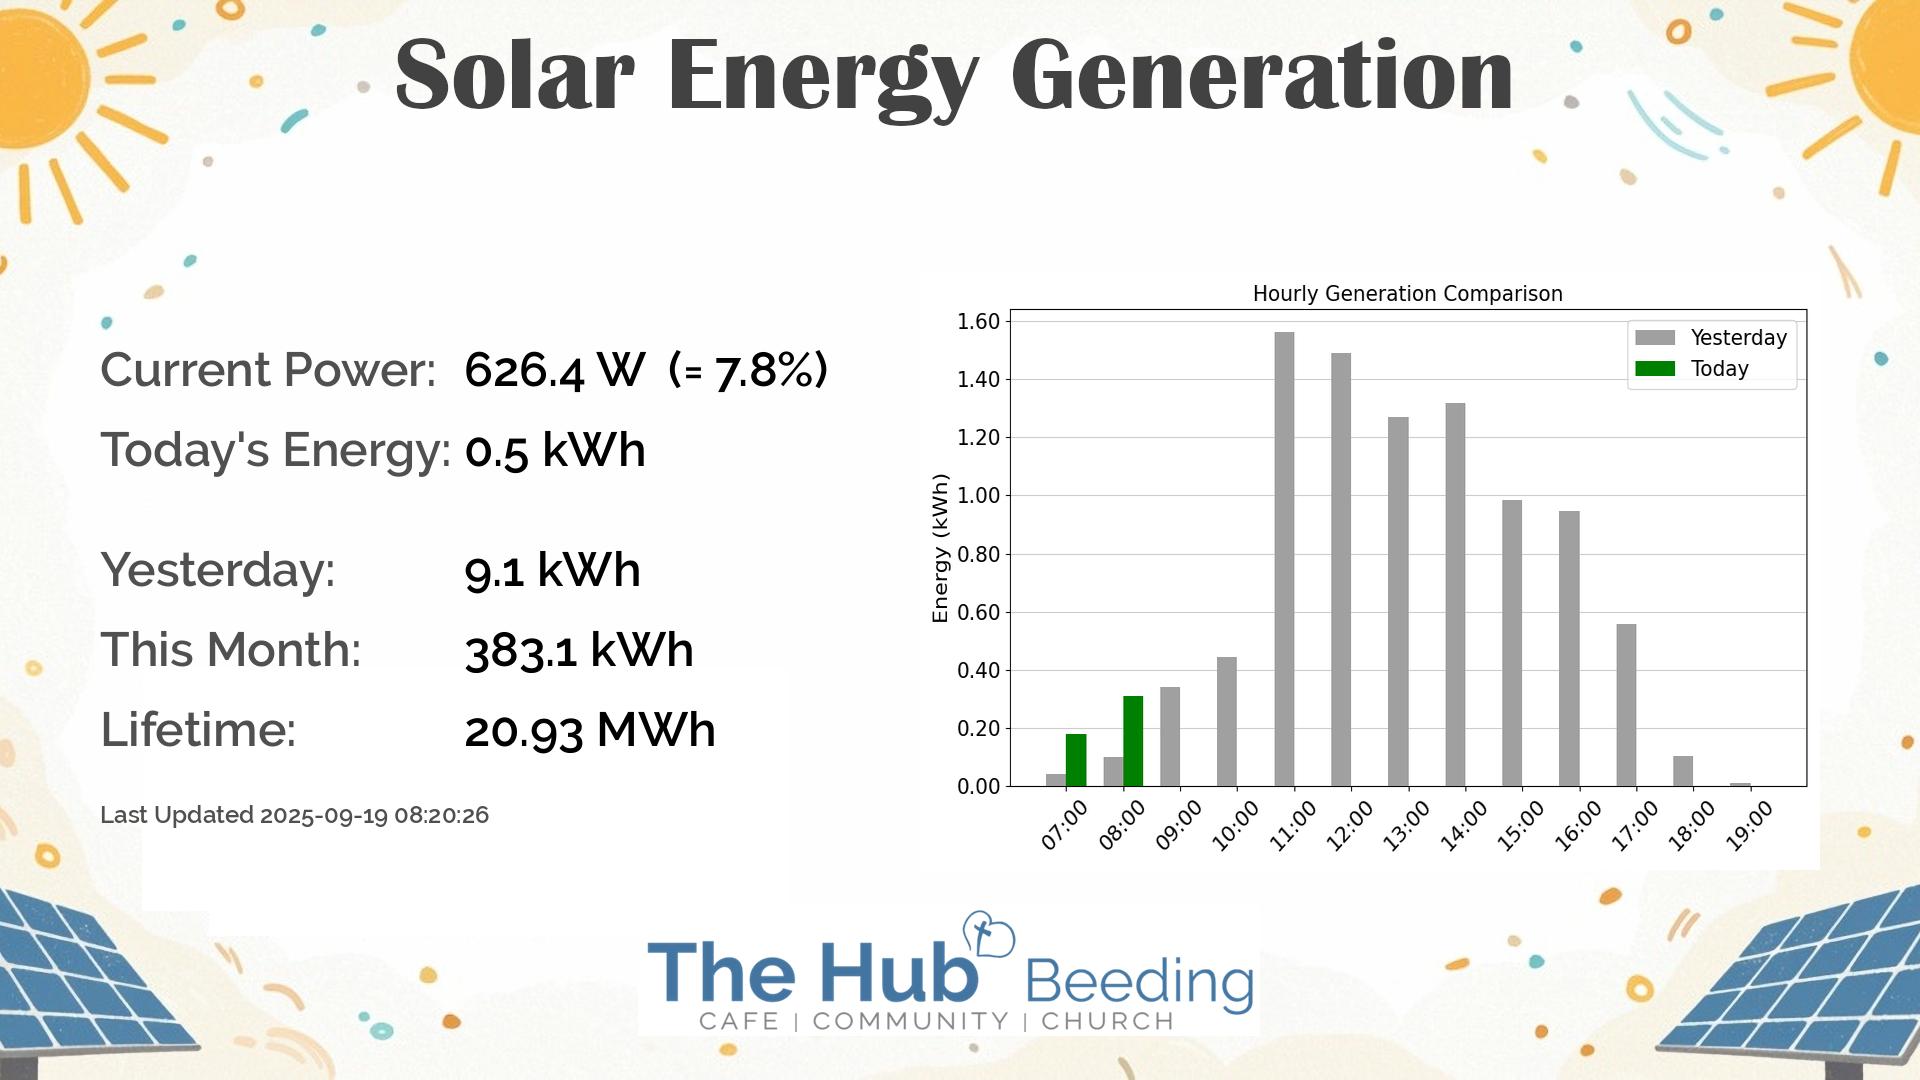 Solar Energy Generation
Current Power: 626.4 W (= 7.8%)
Today's Energy: 0.5 kWh
Yesterday: 9.1 kWh
This Month: 383.1 kWh
Lifetime: 20.93 MWh
Last Updated 2025-09-19 08:20:26
Hourly Generation Comparison
Yesterday
Today
Energy (kWh)
1.60
1.40
1.20
1.00
0.80
0.60
0.40
0.20
0.00
07:00 08:00 09:00 10:00 11:00 12:00 13:00 14:00 15:00 16:00 17:00 18:00 19:00
The Hub Beeding
CAFE | COMMUNITY | CHURCH